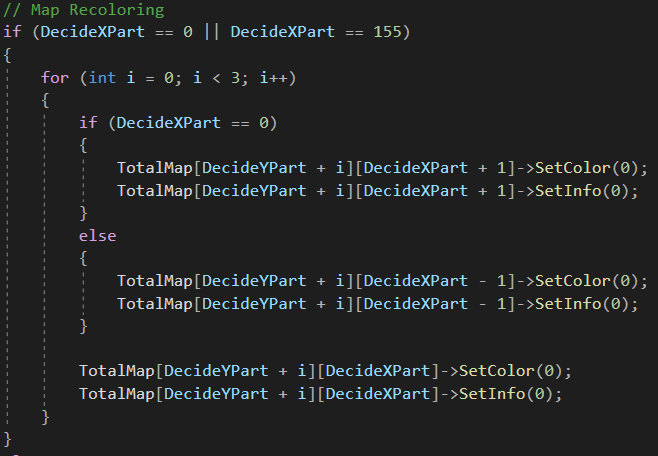 // Map Recoloring
if (DecideXPart == 0 || DecideXPart == 155)
{
    for (int i = 0; i < 3; i++)
    {
        if (DecideXPart == 0)
        {
            TotalMap[DecideYPart + i][DecideXPart + 1]->SetColor(0);
            TotalMap[DecideYPart + i][DecideXPart + 1]->SetInfo(0);
        }
        else
        {
            TotalMap[DecideYPart + i][DecideXPart - 1]->SetColor(0);
            TotalMap[DecideYPart + i][DecideXPart - 1]->SetInfo(0);
        }

        TotalMap[DecideYPart + i][DecideXPart]->SetColor(0);
        TotalMap[DecideYPart + i][DecideXPart]->SetInfo(0);
    }
}